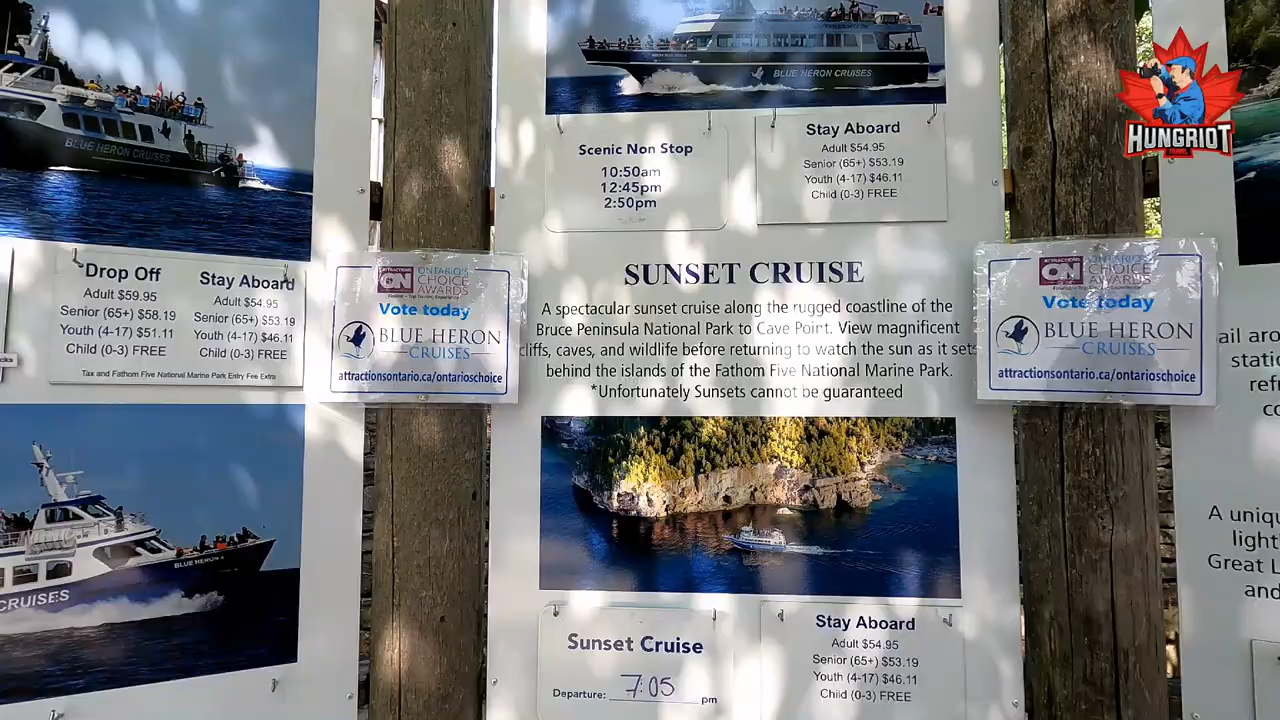 BLUE HERON CRUISES
Drop Off
Adult $59.95
Senior (65+) $58.19
Youth (4-17) $51.11
Child (0-3) FREE
Stay Aboard
Adult $54.95
Senior (65+) $53.19
Youth (4-17) $46.11
Child (0-3) FREE
Tax and Fathom Five National Marine Park Entry Fee Extra
BLUE HERON
CRUISES
ATTRACTIONS
ON
ONTARIO'S
CHOICE
AWARDS
Vote today
BLUE HERON
CRUISES
attractionsontario.ca/ontarioschoice
BLUE HERON CRUISES
Scenic Non Stop
10:50am
12:45pm
2:50pm
Stay Aboard
Adult $54.95
Senior (65+) $53.19
Youth (4-17) $46.11
Child (0-3) FREE
SUNSET CRUISE
A spectacular sunset cruise along the rugged coastline of the
Bruce Peninsula National Park to Cave Point. View magnificent
cliffs, caves, and wildlife before returning to watch the sun as it sets
behind the islands of the Fathom Five National Marine Park.
*Unfortunately Sunsets cannot be guaranteed
Sunset Cruise
Departure: 7:05 pm
Stay Aboard
Adult $54.95
Senior (65+) $53.19
Youth (4-17) $46.11
Child (0-3) FREE
ATTRACTIONS
ON
ONTARIO'S
CHOICE
AWARDS
Vote today
BLUE HERON
CRUISES
attractionsontario.ca/ontarioschoice
HUNGRIOT
TRAVEL
ail aro
static
refl
co
A uniqu
light
Great L
and